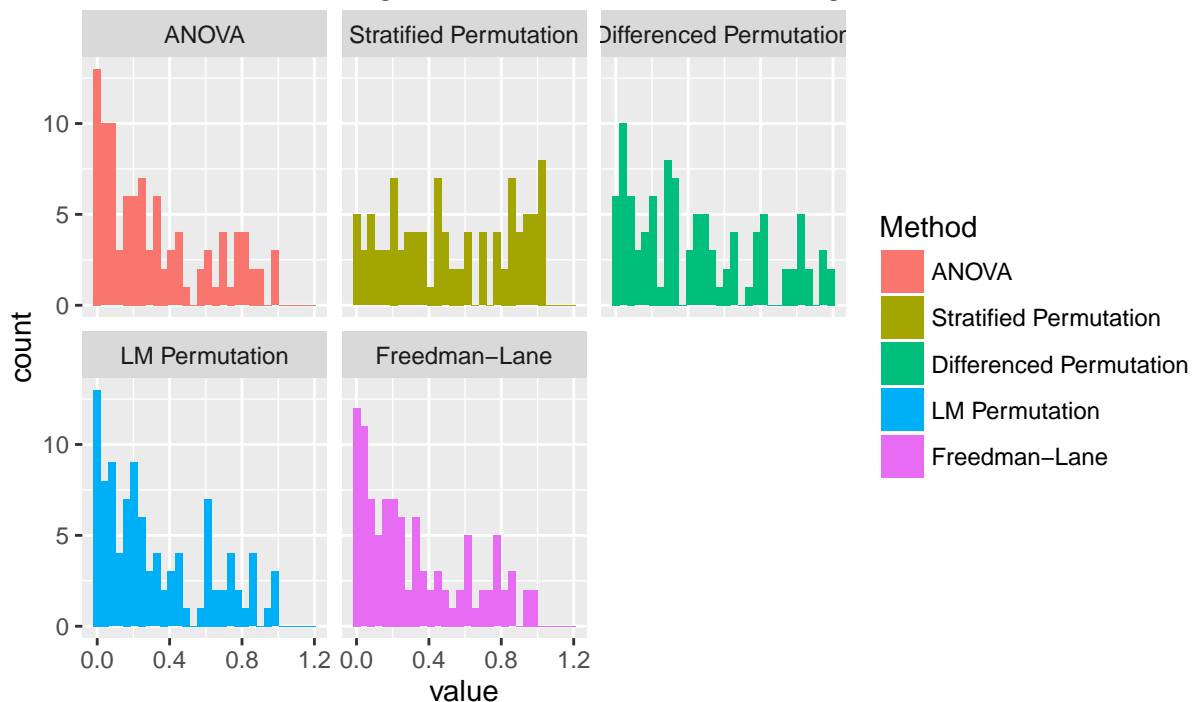 ANOVA
Stratified Permutation
Differenced Permutation
10
5
0
LM Permutation
Freedman−Lane
10
5
0
0.0 0.4 0.8 1.2 0.0 0.4 0.8 1.2
value
count
Method
ANOVA
Stratified Permutation
Differenced Permutation
LM Permutation
Freedman−Lane